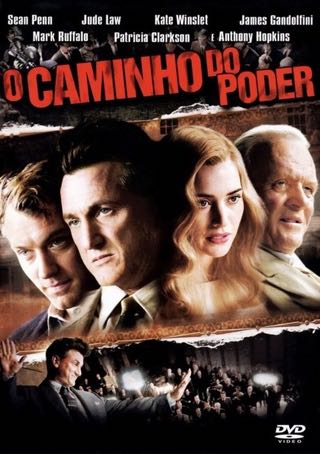 Sean Penn Jude Law Kate Winslet James Gandolfini
Mark Ruffalo Patricia Clarkson e Anthony Hopkins
O CAMINHO DO PODER
DVD
VIDEO